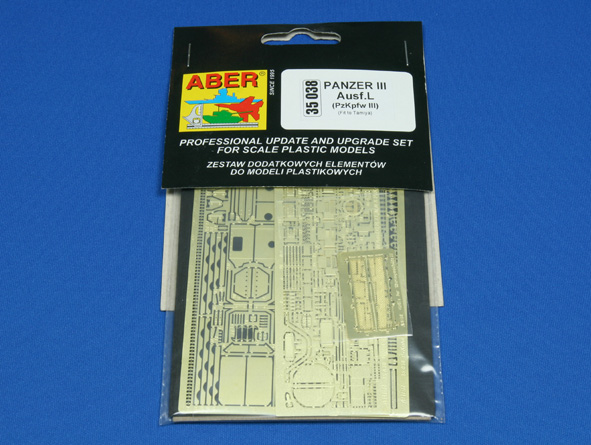 ABER®
SINCE 1995
35 038
PANZER III
Ausf.L
(PzKpfw III)
(Fit to Tamiya)
PROFESSIONAL UPDATE AND UPGRADE SET
FOR SCALE PLASTIC MODELS
ZESTAW DODATKOWYCH ELEMENTÓW
DO MODELI PLASTIKOWYCH